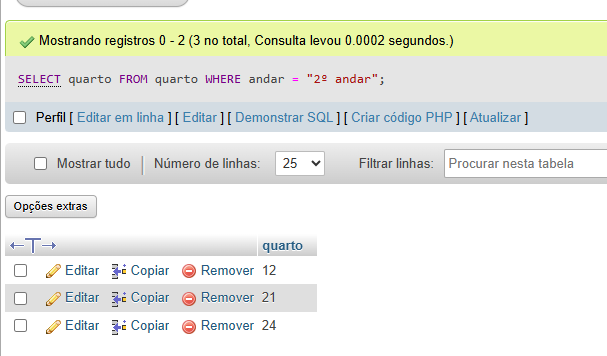 Mostrando registros 0 - 2 (3 no total, Consulta levou 0.0002 segundos.)
SELECT quarto FROM quarto WHERE andar = "2º andar";
Perfil [ Editar em linha ] [ Editar ] [ Demonstrar SQL ] [ Criar código PHP ] [ Atualizar ]
Mostrar tudo | Número de linhas: 25 Filtrar linhas: Procurar nesta tabela
Opções extras
←T→ quarto
Editar Copiar Remover 12
Editar Copiar Remover 21
Editar Copiar Remover 24